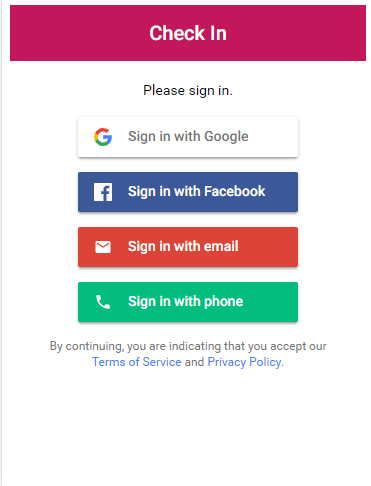 Check In
Please sign in.
Sign in with Google
Sign in with Facebook
Sign in with email
Sign in with phone
By continuing, you are indicating that you accept our
Terms of Service and Privacy Policy.